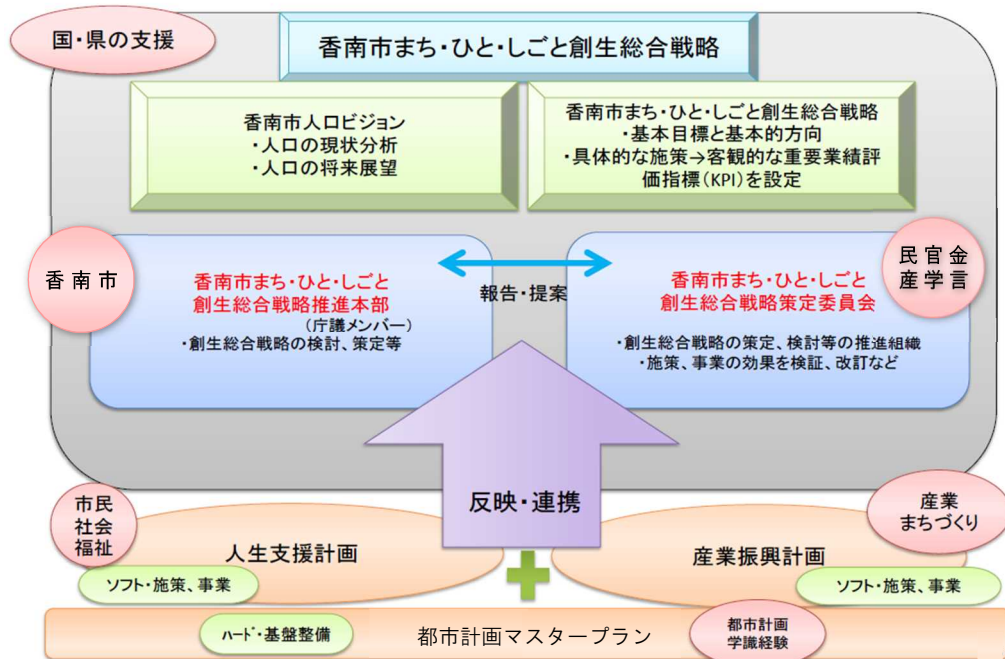 国・県の支援
香南市まち・ひと・しごと創生総合戦略
香南市人口ビジョン
・人口の現状分析
・人口の将来展望
香南市まち・ひと・しごと創生総合戦略
・基本目標と基本的方向
・具体的な施策→客観的な重要業績評
価指標(KPI)を設定
香南市
香南市まち・ひと・しごと
創生総合戦略推進本部
(庁議メンバー)
・創生総合戦略の検討、策定等
報告・提案
民官金
産学言
香南市まち・ひと・しごと
創生総合戦略策定委員会
・創生総合戦略の策定、検討等の推進組織
・施策、事業の効果を検証、改訂など
反映・連携
市民
社会
福祉
人生支援計画
ソフト・施策、事業
産業
まちづくり
産業振興計画
ソフト・施策、事業
ハード・基盤整備
都市計画マスタープラン
都市計画
学識経験